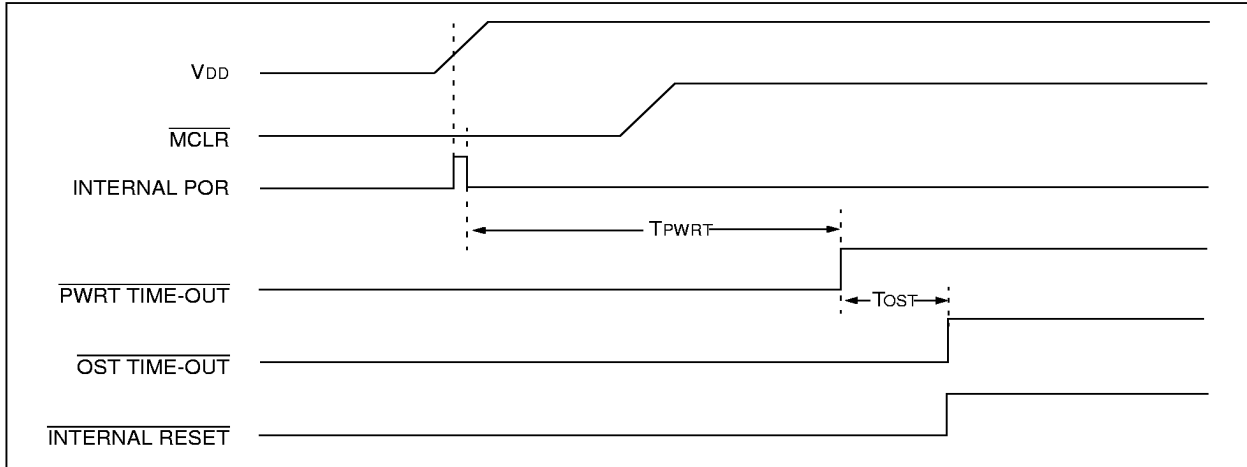 VDD
MCLR
INTERNAL POR
TPWRT
PWRT TIME-OUT
TOST
OST TIME-OUT
INTERNAL RESET